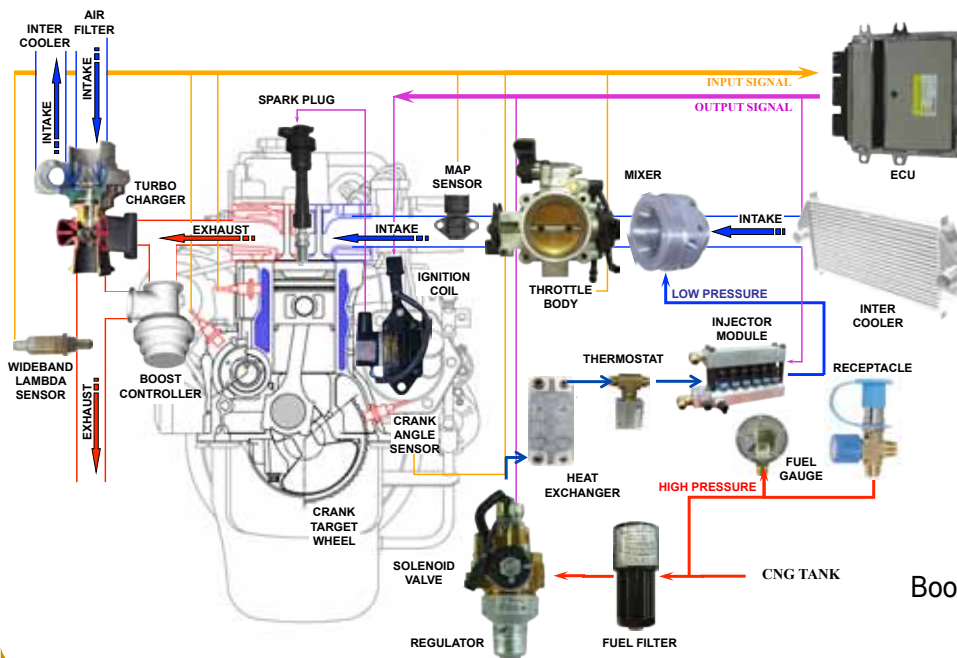 AIR
FILTER
INTER
COOLER
INTAKE
INTAKE
INPUT SIGNAL
OUTPUT SIGNAL
SPARK PLUG
ECU
TURBO
CHARGER
MAP
SENSOR
MIXER
EXHAUST
INTAKE
INTAKE
IGNITION
COIL
THROTTLE
BODY
LOW PRESSURE
INTER
COOLER
INJECTOR
MODULE
THERMOSTAT
RECEPTACLE
WIDEBAND
LAMBDA
SENSOR
BOOST
CONTROLLER
EXHAUST
CRANK
ANGLE
SENSOR
HEAT
EXCHANGER
FUEL
GAUGE
HIGH PRESSURE
CRANK
TARGET
WHEEL
SOLENOID
VALVE
CNG TANK
Boo
REGULATOR
FUEL FILTER